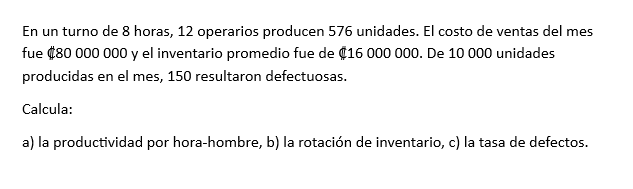 En un turno de 8 horas, 12 operarios producen 576 unidades. El costo de ventas del mes
fue ₡80 000 000 y el inventario promedio fue de ₡16 000 000. De 10 000 unidades
producidas en el mes, 150 resultaron defectuosas.
Calcula:
a) la productividad por hora-hombre, b) la rotación de inventario, c) la tasa de defectos.